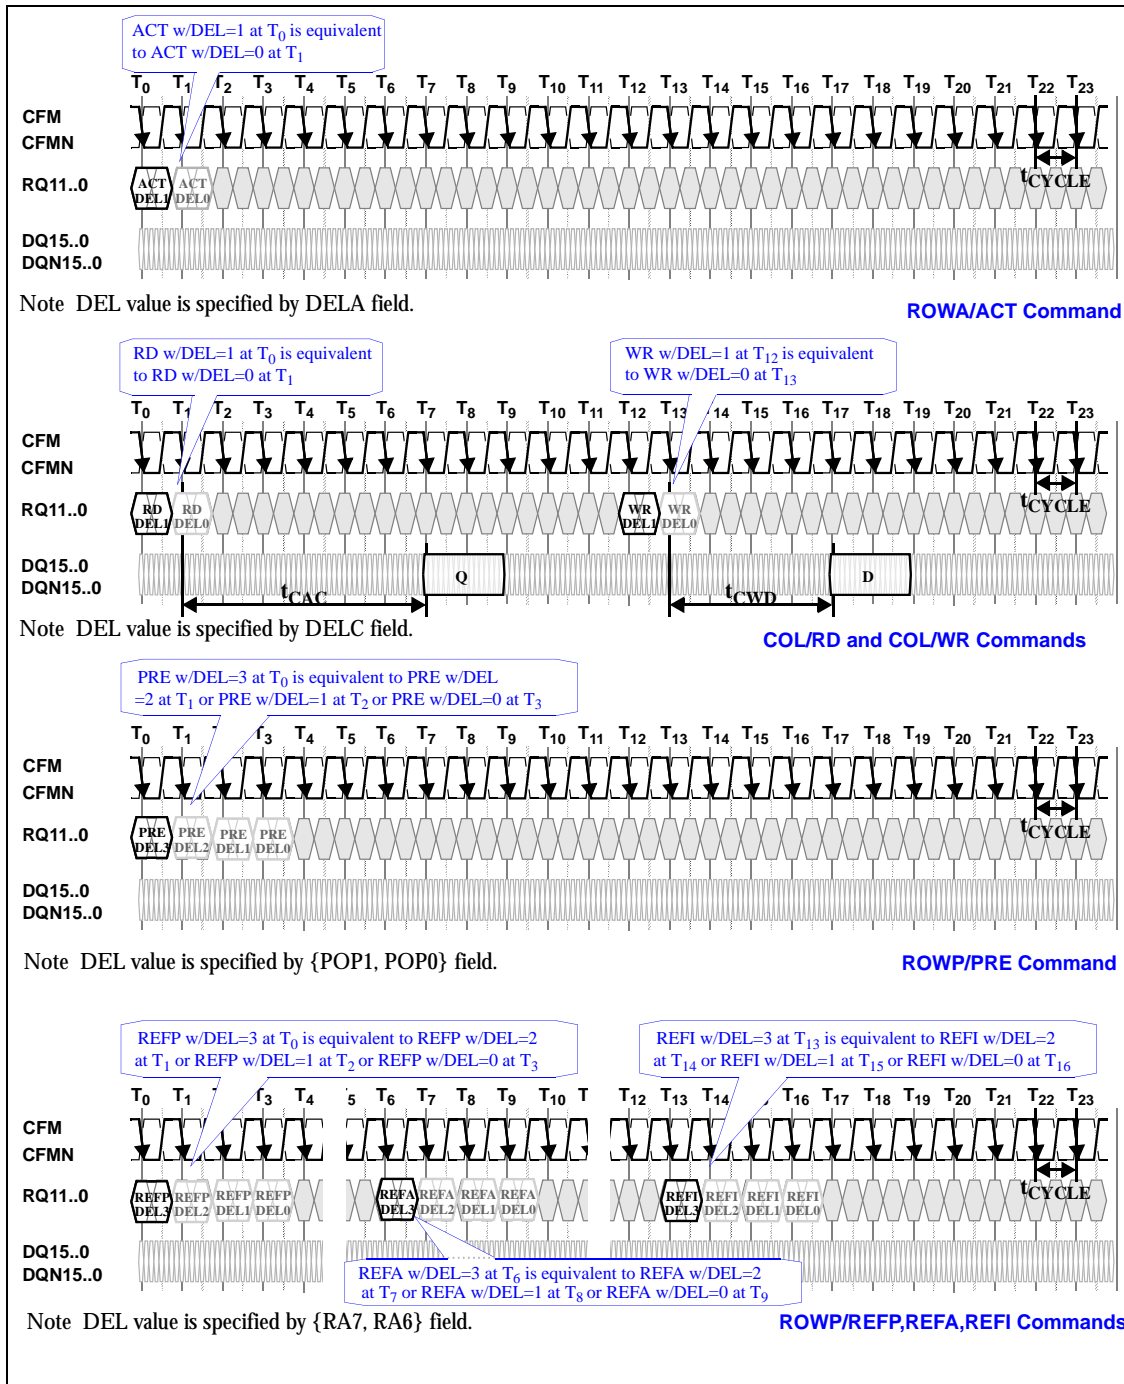 ACT w/DEL=1 at T0 is equivalent
to ACT w/DEL=0 at T1
T0 T1 T2 T3 T4 T5 T6 T7 T8 T9 T10 T11 T12 T13 T14 T15 T16 T17 T18 T19 T20 T21 T22 T23
CFM
CFMN
RQ11..0
ACT DEL1
ACT DEL0
tCYCLE
DQ15..0
DQN15..0
Note DEL value is specified by DELA field.
ROWA/ACT Command
RD w/DEL=1 at T0 is equivalent
to RD w/DEL=0 at T1
WR w/DEL=1 at T12 is equivalent
to WR w/DEL=0 at T13
T0 T1 T2 T3 T4 T5 T6 T7 T8 T9 T10 T11 T12 T13 T14 T15 T16 T17 T18 T19 T20 T21 T22 T23
CFM
CFMN
RQ11..0
RD DEL1
RD DEL0
WR DEL1
WR DEL0
tCYCLE
DQ15..0
DQN15..0
Q
D
tCAC
tCWD
Note DEL value is specified by DELC field.
COL/RD and COL/WR Commands
PRE w/DEL=3 at T0 is equivalent to PRE w/DEL
=2 at T1 or PRE w/DEL=1 at T2 or PRE w/DEL=0 at T3
T0 T1 T2 T3 T4 T5 T6 T7 T8 T9 T10 T11 T12 T13 T14 T15 T16 T17 T18 T19 T20 T21 T22 T23
CFM
CFMN
RQ11..0
PRE DEL3
PRE DEL2
PRE DEL1
PRE DEL0
tCYCLE
DQ15..0
DQN15..0
Note DEL value is specified by {POP1, POP0} field.
ROWP/PRE Command
REFP w/DEL=3 at T0 is equivalent to REFP w/DEL=2
at T1 or REFP w/DEL=1 at T2 or REFP w/DEL=0 at T3
REFI w/DEL=3 at T13 is equivalent to REFI w/DEL=2
at T14 or REFI w/DEL=1 at T15 or REFI w/DEL=0 at T16
T0 T1 T2 T3 T4 5 T6 T7 T8 T9 T10 T T12 T13 T14 T15 T16 T17 T18 T19 T20 T21 T22 T23
CFM
CFMN
RQ11..0
REFP DEL3
REFP DEL2
REFP DEL1
REFP DEL0
REFA DEL3
REFA DEL2
REFA DEL1
REFA DEL0
REFI DEL3
REFI DEL2
REFI DEL1
REFI DEL0
tCYCLE
DQ15..0
DQN15..0
REFA w/DEL=3 at T6 is equivalent to REFA w/DEL=2
at T7 or REFA w/DEL=1 at T8 or REFA w/DEL=0 at T9
Note DEL value is specified by {RA7, RA6} field.
ROWP/REFP,REFA,REFI Commands